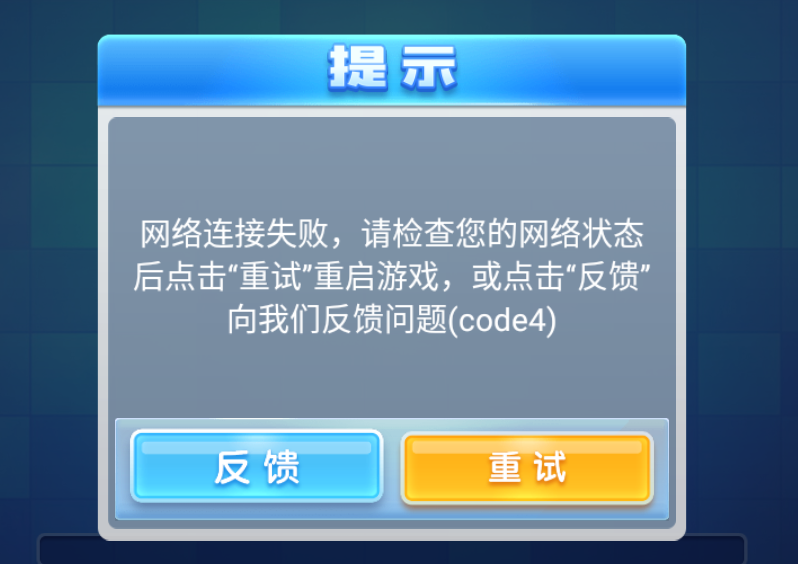 提示
网络连接失败，请检查您的网络状态
后点击“重试”重启游戏，或点击“反馈”
向我们反馈问题(code4)
反馈
重试